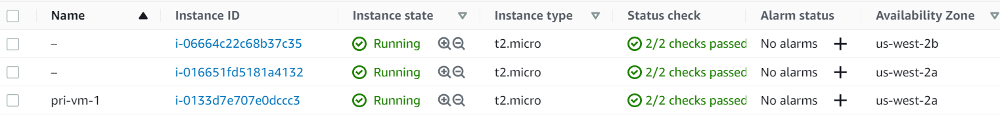 Name Instance ID Instance state Instance type Status check Alarm status Availability Zone
– i-06664c22c68b37c35 Running t2.micro 2/2 checks passed No alarms + us-west-2b
– i-016651fd5181a4132 Running t2.micro 2/2 checks passed No alarms + us-west-2a
pri-vm-1 i-0133d7e707e0dccc3 Running t2.micro 2/2 checks passed No alarms + us-west-2a